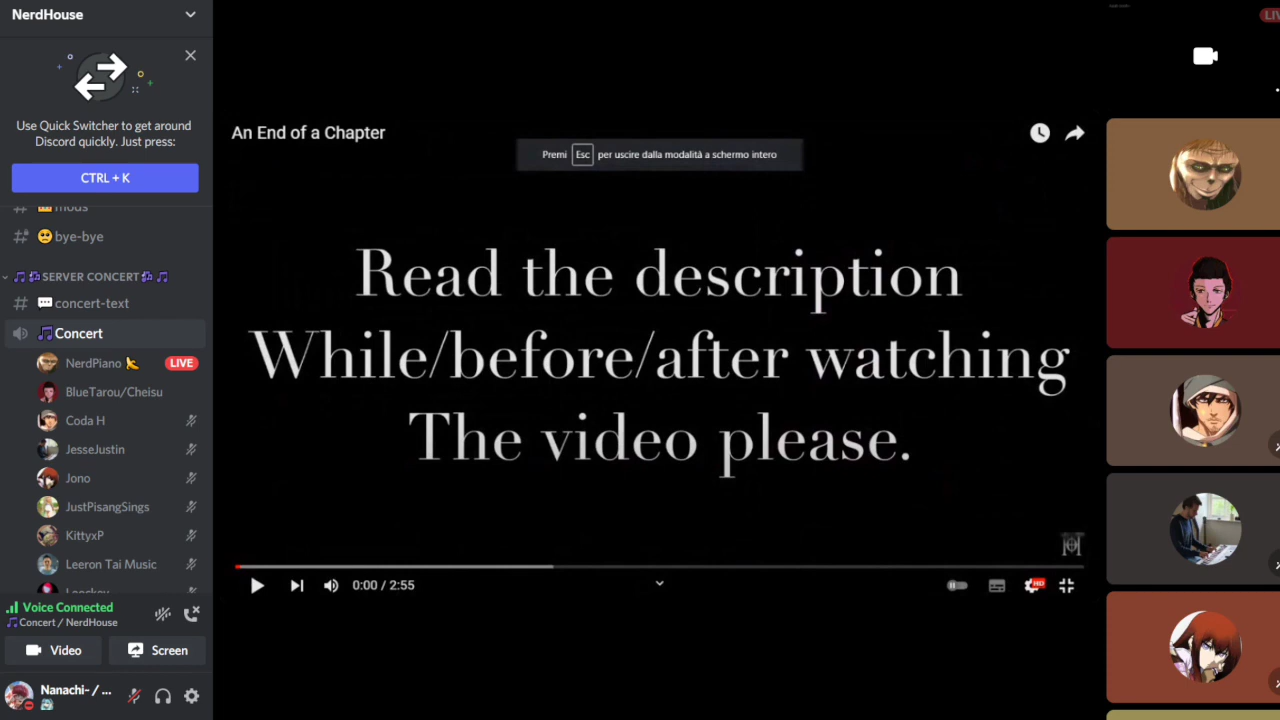 NerdHouse
Use Quick Switcher to get around
Discord quickly. Just press:
CTRL + K
mods
bye-bye
SERVER CONCERT
concert-text
Concert
NerdPiano
LIVE
BlueTarou/Cheisu
Coda H
JesseJustin
Jono
JustPisangSings
KittyxP
Leeron Tai Music
Voice Connected
Concert / NerdHouse
Video
Screen
Nanachi- / ...
An End of a Chapter
Premi Esc per uscire dalla modalità a schermo intero
Read the description
While/before/after watching
The video please.
0:00 / 2:55
HD